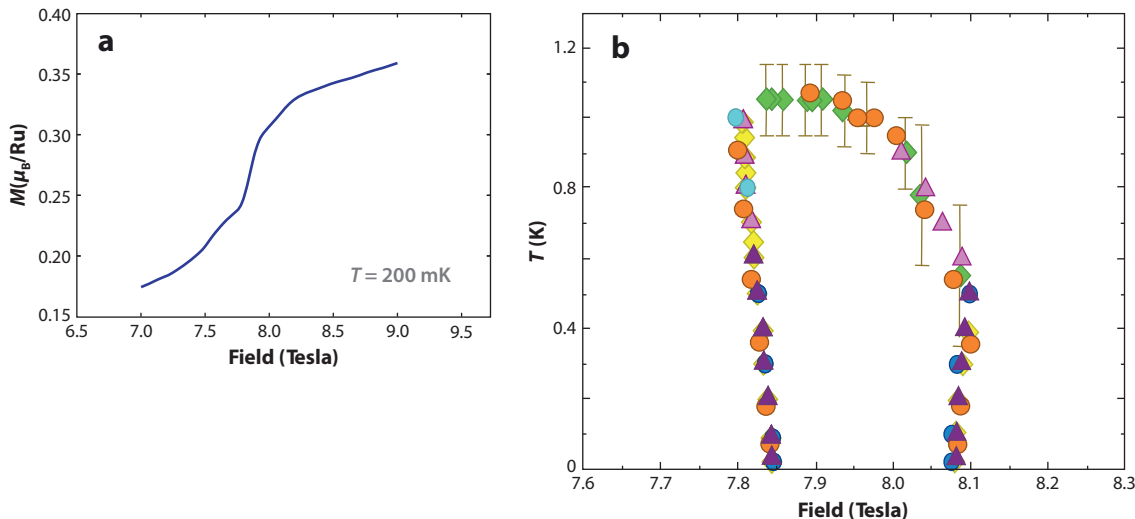 a
0.40
0.35
0.30
0.25
0.20
0.15
M(μB/Ru)
T = 200 mK
6.5 7.0 7.5 8.0 8.5 9.0 9.5
Field (Tesla)
b
1.2
0.8
0.4
0
T (K)
7.6 7.7 7.8 7.9 8.0 8.1 8.2 8.3
Field (Tesla)